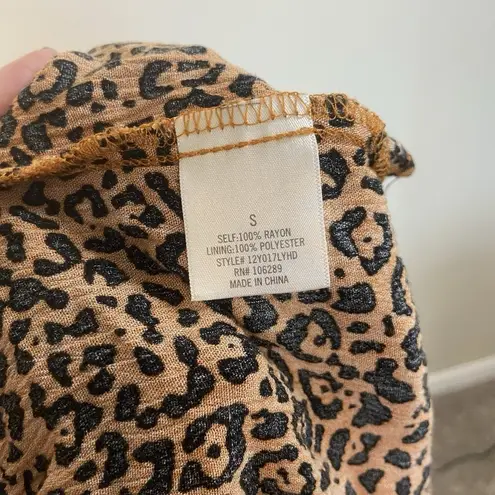 S
SELF:100% RAYON
LINING:100% POLYESTER
STYLE# 12Y017LYHD
RN# 106289
MADE IN CHINA